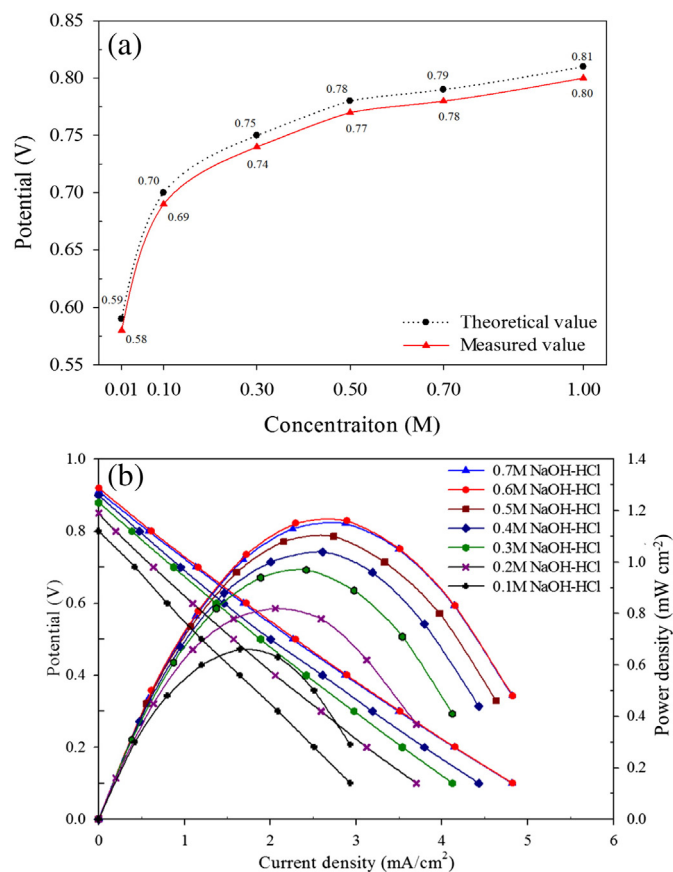 (a)
0.85
0.80
0.75
0.70
0.65
0.60
0.55
Potential (V)
0.59
0.58
0.70
0.69
0.75
0.74
0.78
0.77
0.79
0.78
0.81
0.80
Theoretical value
Measured value
0.01 0.10 0.30 0.50 0.70 1.00
Concentraiton (M)
(b)
1.0
0.8
0.6
0.4
0.2
0.0
Potential (V)
0.7M NaOH-HCl
0.6M NaOH-HCl
0.5M NaOH-HCl
0.4M NaOH-HCl
0.3M NaOH-HCl
0.2M NaOH-HCl
0.1M NaOH-HCl
1.4
1.2
1.0
0.8
0.6
0.4
0.2
0.0
Power density (mW cm⁻²)
0 1 2 3 4 5 6
Current density (mA/cm²)